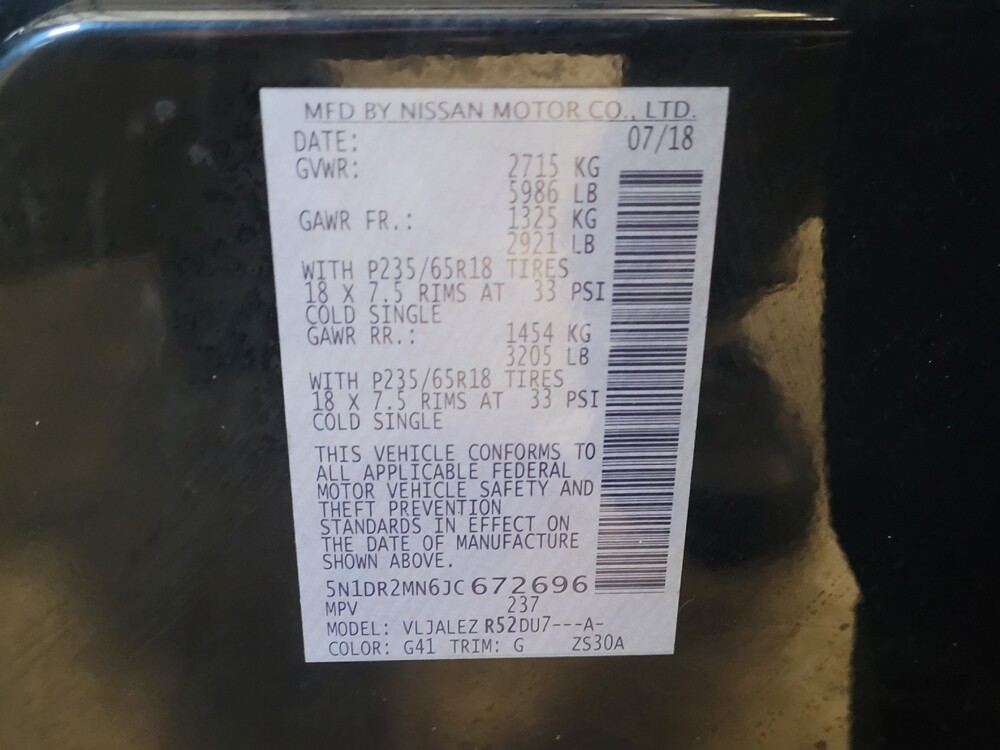 MFD BY NISSAN MOTOR CO., LTD.
DATE: 07/18
GVWR: 2715 KG
5986 LB
GAWR FR.: 1325 KG
2921 LB
WITH P235/65R18 TIRES
18 X 7.5 RIMS AT 33 PSI
COLD SINGLE
GAWR RR.: 1454 KG
3205 LB
WITH P235/65R18 TIRES
18 X 7.5 RIMS AT 33 PSI
COLD SINGLE
THIS VEHICLE CONFORMS TO
ALL APPLICABLE FEDERAL
MOTOR VEHICLE SAFETY AND
THEFT PREVENTION
STANDARDS IN EFFECT ON
THE DATE OF MANUFACTURE
SHOWN ABOVE.
5N1DR2MN6JC672696
MPV 237
MODEL: VLJALEZ R52DU7---A-
COLOR: G41 TRIM: G ZS30A